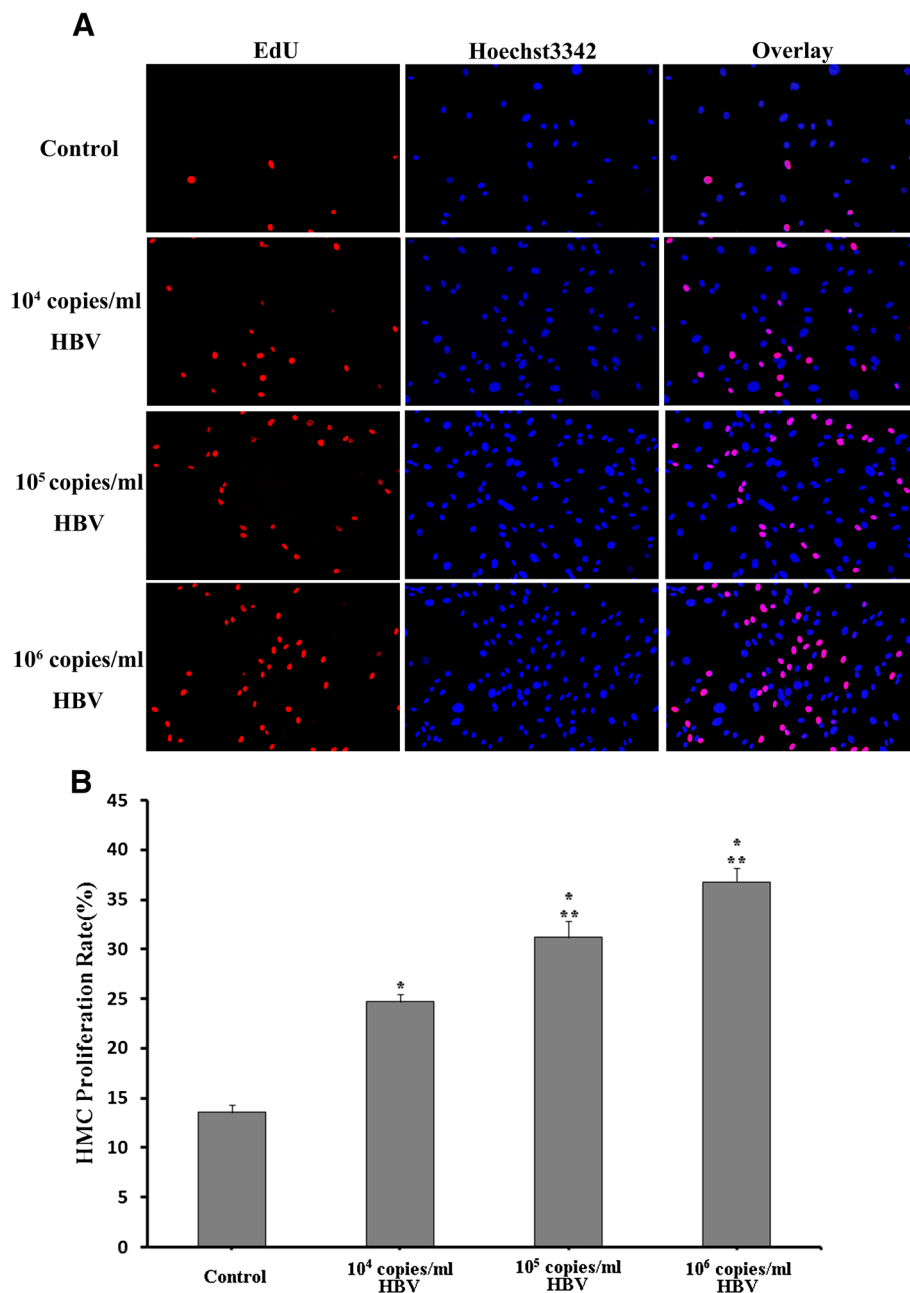 A
EdU Hoechst3342 Overlay
Control
10⁴ copies/ml
HBV
10⁵ copies/ml
HBV
10⁶ copies/ml
HBV
B
HMC Proliferation Rate(%)
45
40
35
30
25
20
15
10
5
0
*
*
**
*
**
Control
10⁴ copies/ml
HBV
10⁵ copies/ml
HBV
10⁶ copies/ml
HBV